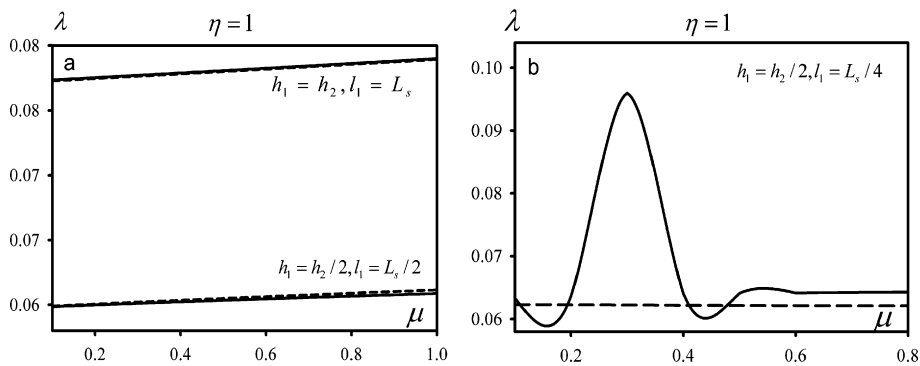 λ η = 1
0.08
a
h₁ = h₂, l₁ = Lₛ
0.08
0.07
0.07
h₁ = h₂ / 2, l₁ = Lₛ / 2
0.06
μ
0.2 0.4 0.6 0.8 1.0
λ η = 1
0.10
b
h₁ = h₂ / 2, l₁ = Lₛ / 4
0.09
0.08
0.07
0.06
μ
0.2 0.4 0.6 0.8